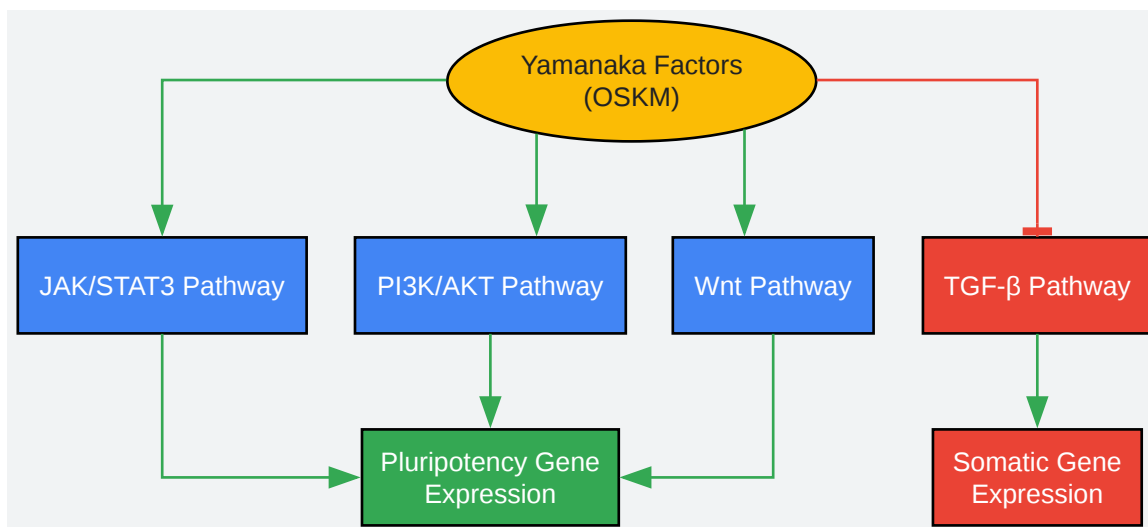 Yamanaka Factors
(OSKM)
JAK/STAT3 Pathway
PI3K/AKT Pathway
Wnt Pathway
TGF-β Pathway
Pluripotency Gene
Expression
Somatic Gene
Expression